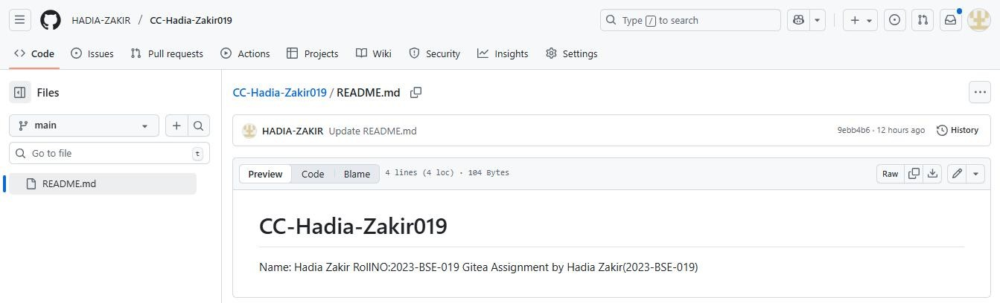 HADIA-ZAKIR / CC-Hadia-Zakir019
Type / to search
Code Issues Pull requests Actions Projects Wiki Security Insights Settings
Files
main
Go to file t
README.md
CC-Hadia-Zakir019 / README.md
HADIA-ZAKIR Update README.md 9ebb4b6 · 12 hours ago History
Preview Code Blame 4 lines (4 loc) · 104 Bytes Raw
CC-Hadia-Zakir019
Name: Hadia Zakir RollNO:2023-BSE-019 Gitea Assignment by Hadia Zakir(2023-BSE-019)